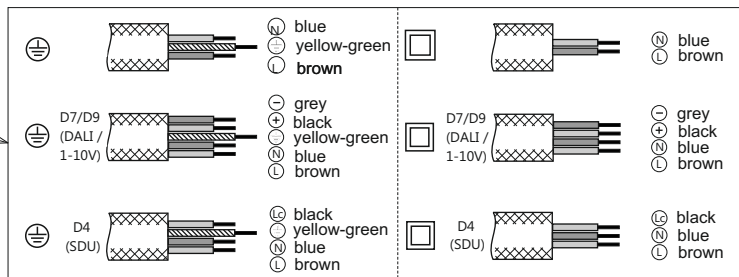 N blue
yellow-green
L brown
N blue
L brown
D7/D9
(DALI /
1-10V)
− grey
+ black
yellow-green
N blue
L brown
D7/D9
(DALI /
1-10V)
− grey
+ black
N blue
L brown
D4
(SDU)
Lc black
yellow-green
N blue
L brown
D4
(SDU)
Lc black
N blue
L brown